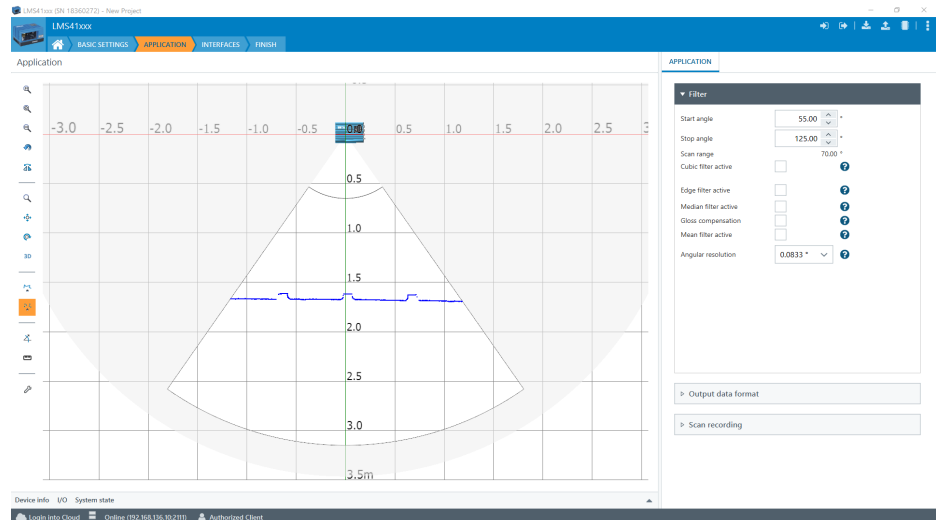 LMS41xxx (SN 18360272) - New Project
LMS41xxx
BASIC SETTINGS APPLICATION INTERFACES FINISH
Application
APPLICATION
Filter
Start angle 55.00 °
Stop angle 125.00 °
Scan range 70.00 °
Cubic filter active
Edge filter active
Median filter active
Gloss compensation
Mean filter active
Angular resolution 0.0833 °
Output data format
Scan recording
3D
-3.0 -2.5 -2.0 -1.5 -1.0 -0.5 0.0 0.5 1.0 1.5 2.0 2.5
0.5
1.0
1.5
2.0
2.5
3.0
3.5m
Device info I/O System state
Login into Cloud Online (192.168.136.10:2111) Authorized Client